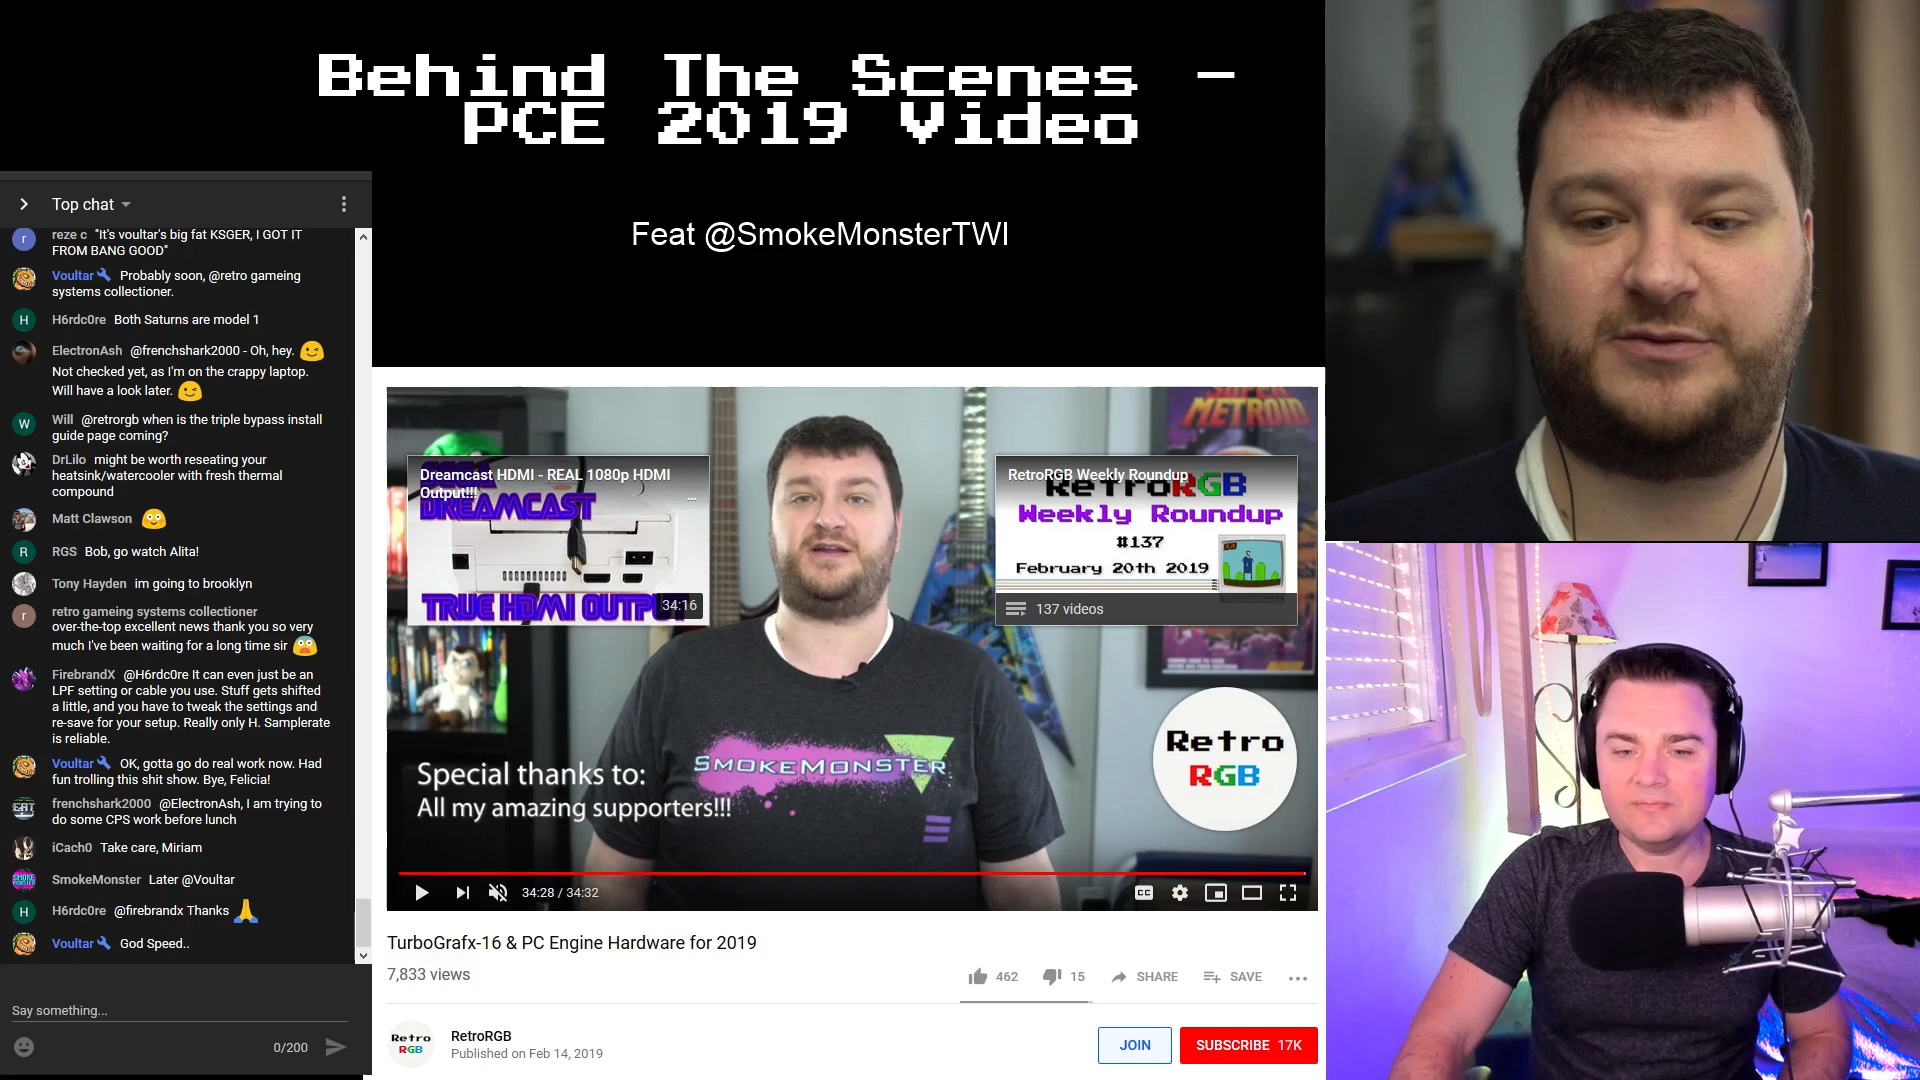 Behind The Scenes -
PCE 2019 Video
Feat @SmokeMonsterTWI
Top chat
reze c "It's voultar's big fat KSGER, I GOT IT
FROM BANG GOOD"
Voultar Probably soon, @retro gameing
systems collectioner.
H6rdc0re Both Saturns are model 1
ElectronAsh @frenchshark2000 - Oh, hey.
Not checked yet, as I'm on the crappy laptop.
Will have a look later.
Will @retrorgb when is the triple bypass install
guide page coming?
DrLilo might be worth reseating your
heatsink/watercooler with fresh thermal
compound
Matt Clawson
RGS Bob, go watch Alita!
Tony Hayden im going to brooklyn
retro gameing systems collectioner
over-the-top excellent news thank you so very
much I've been waiting for a long time sir
FirebrandX @H6rdc0re It can even just be an
LPF setting or cable you use. Stuff gets shifted
a little, and you have to tweak the settings and
re-save for your setup. Really only H. Samplerate
is reliable.
Voultar OK, gotta go do real work now. Had
fun trolling this shit show. Bye, Felicia!
frenchshark2000 @ElectronAsh, I am trying to
do some CPS work before lunch
iCach0 Take care, Miriam
SmokeMonster Later @Voultar
H6rdc0re @firebrandx Thanks
Voultar God Speed..
Say something...
0/200
Dreamcast HDMI - REAL 1080p HDMI
Output!!!
...
DREAMCAST
TRUE HDMI OUTPU
34:16
RetroRGB Weekly Roundup
RetroRGB
Weekly Roundup
#137
February 20th 2019
137 videos
SUPER
METROID
SMOKEMONSTER
Special thanks to:
All my amazing supporters!!!
Retro
RGB
34:28 / 34:32
CC
TurboGrafx-16 & PC Engine Hardware for 2019
7,833 views
462
15
SHARE
SAVE
Retro
RGB
RetroRGB
Published on Feb 14, 2019
JOIN
SUBSCRIBE 17K